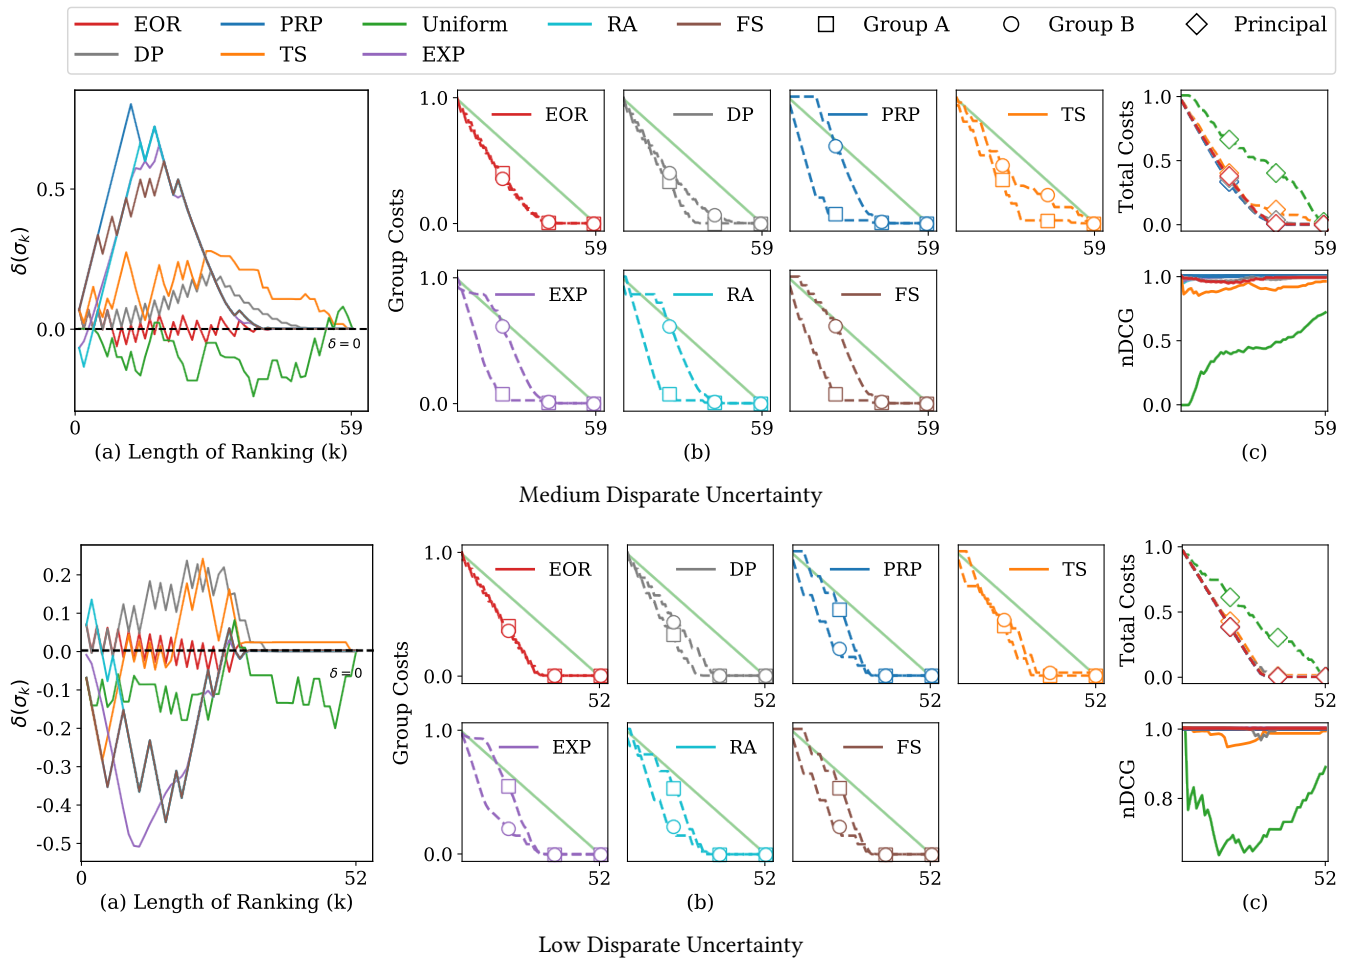 EOR PRP Uniform RA FS Group A Group B Principal
DP TS EXP
δ(σk)
0.5
0.0
δ = 0
0 59
(a) Length of Ranking (k)
Group Costs
1.0
0.0
EOR
59
DP
PRP
TS
59
1.0
0.0
EXP
59
RA
59
FS
59
(b)
Total Costs
1.0
0.5
0.0
59
nDCG
1.0
0.5
0.0
59
(c)
Medium Disparate Uncertainty
δ(σk)
0.2
0.1
0.0
-0.1
-0.2
-0.3
-0.4
-0.5
δ = 0
0 52
(a) Length of Ranking (k)
Group Costs
1.0
0.0
EOR
52
DP
52
PRP
52
TS
52
1.0
0.0
EXP
52
RA
52
FS
52
(b)
Total Costs
1.0
0.5
0.0
52
nDCG
1.0
0.8
52
(c)
Low Disparate Uncertainty